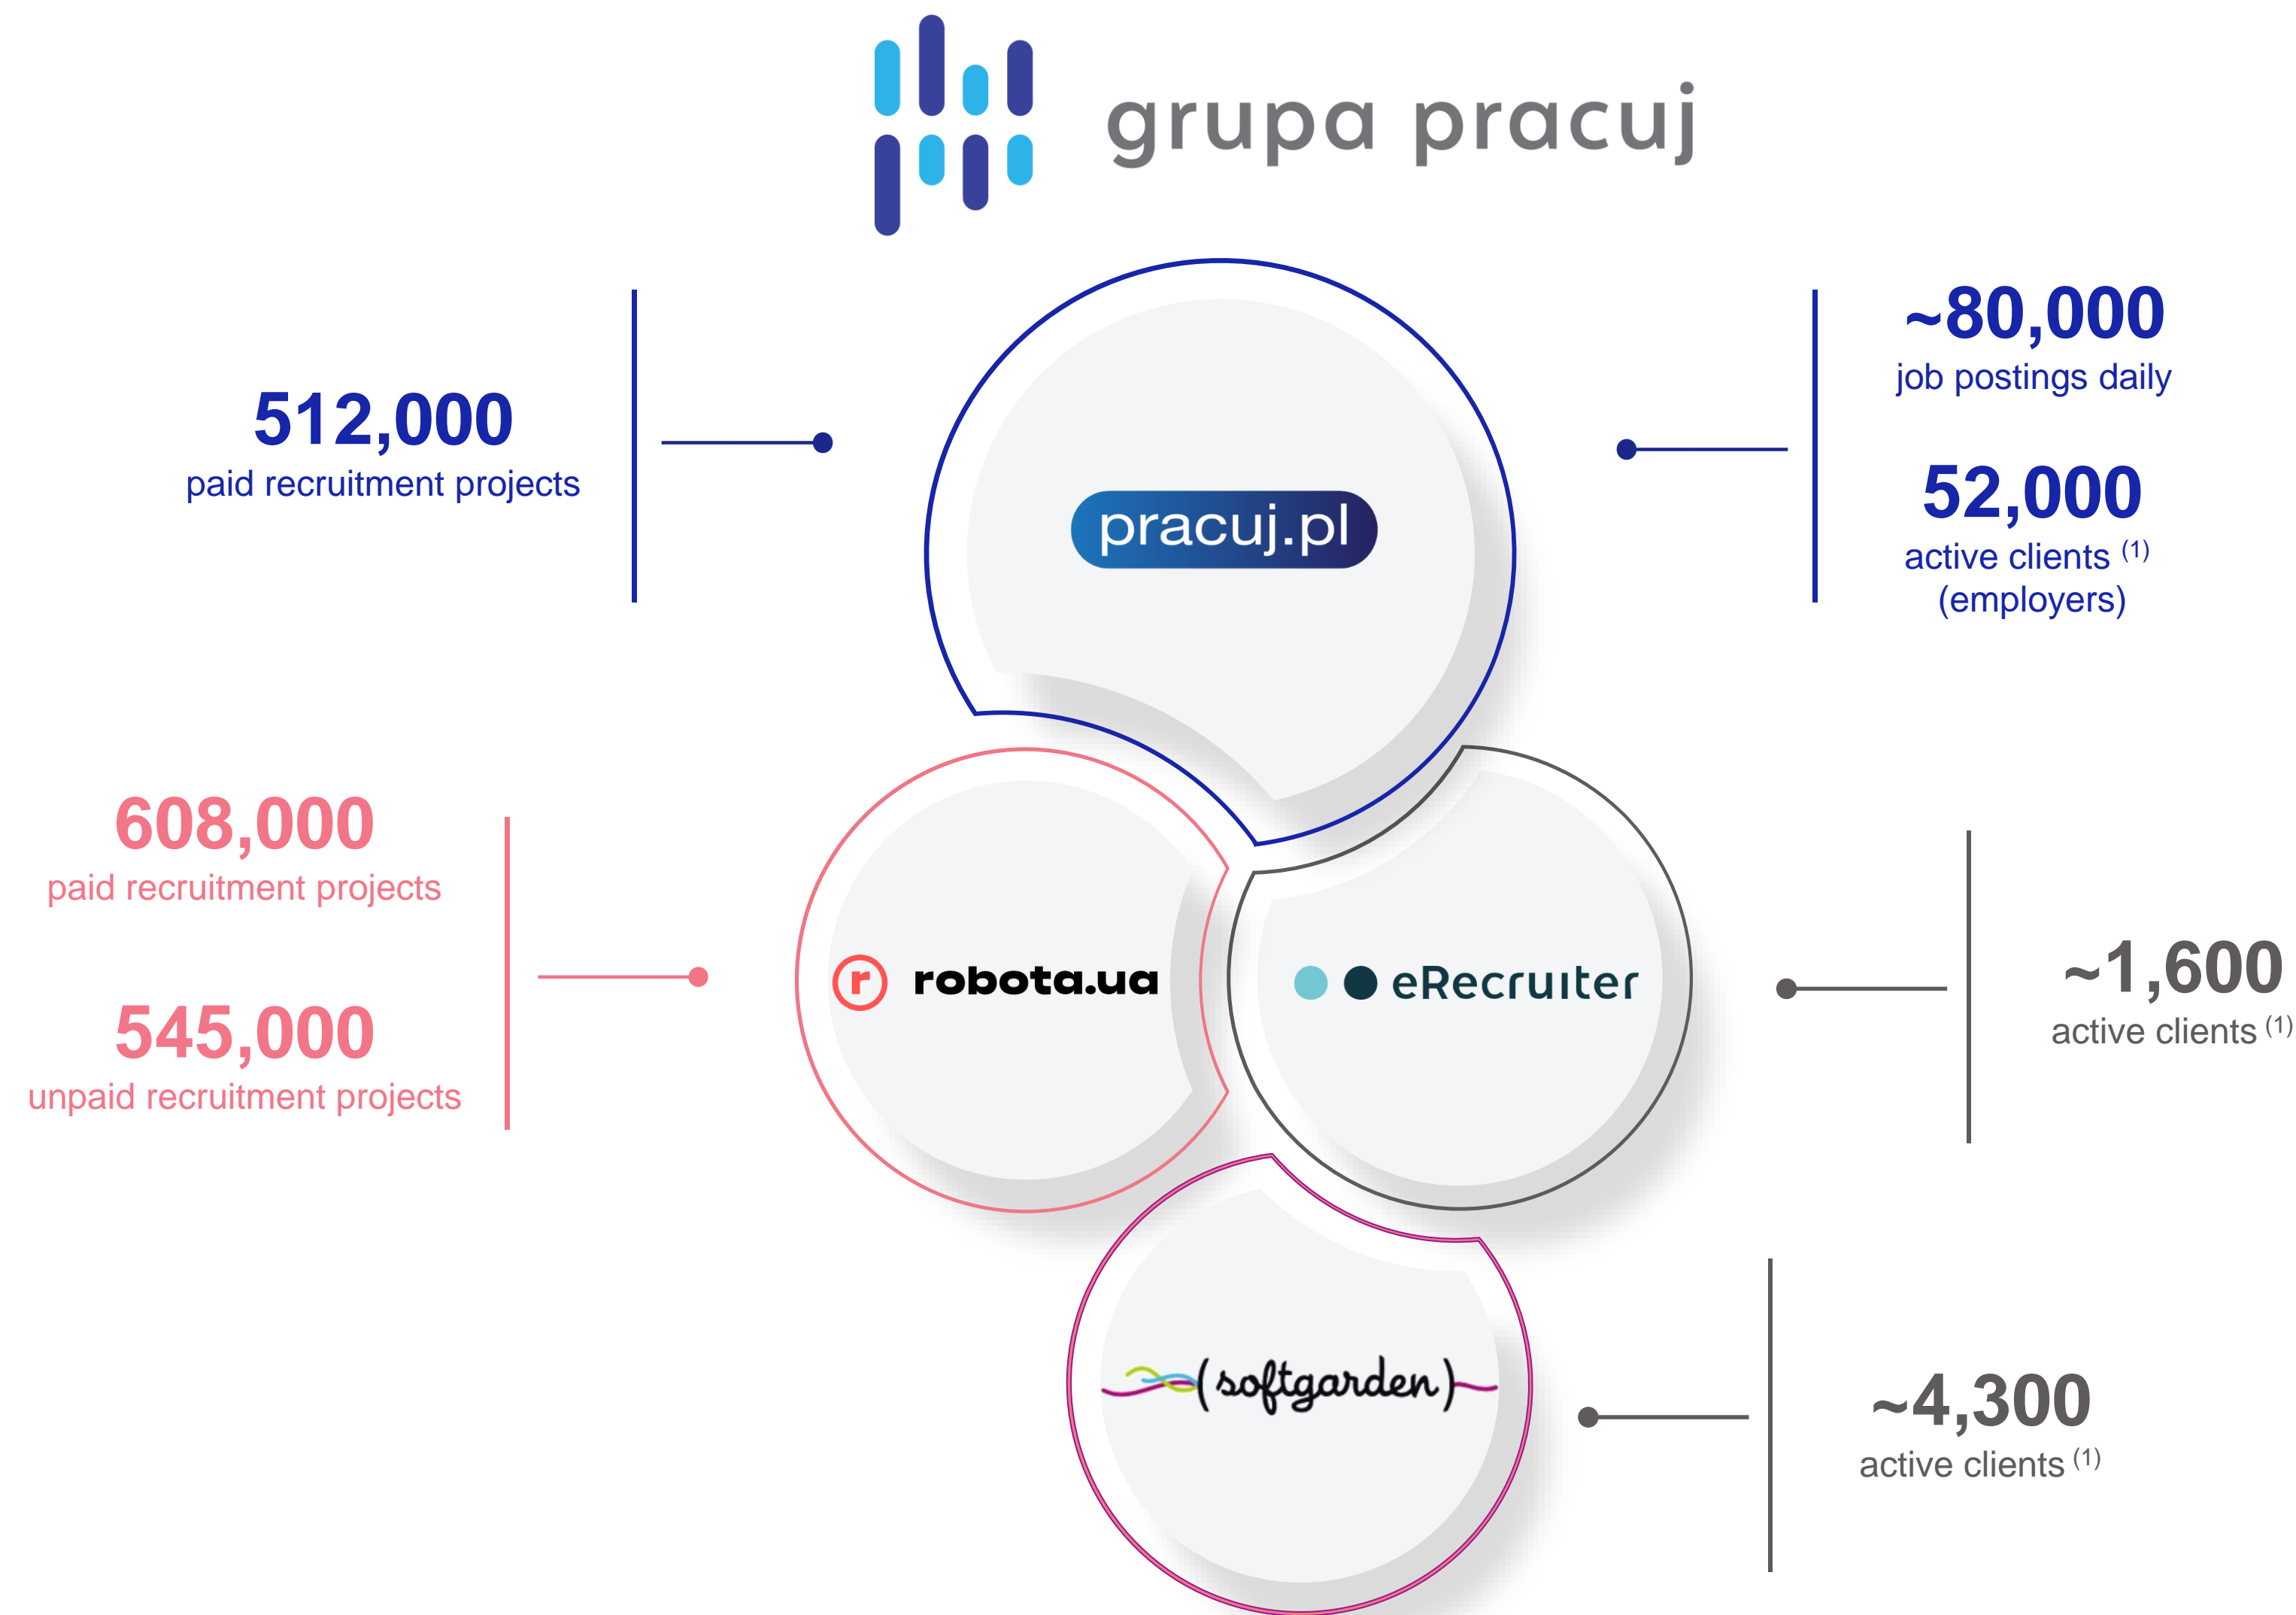 grupa pracuj
512,000
paid recruitment projects
~80,000
job postings daily
52,000
active clients (1)
(employers)
pracuj.pl
608,000
paid recruitment projects
545,000
unpaid recruitment projects
r robota.ua
eRecruiter
~1,600
active clients (1)
(softgarden)
~4,300
active clients (1)